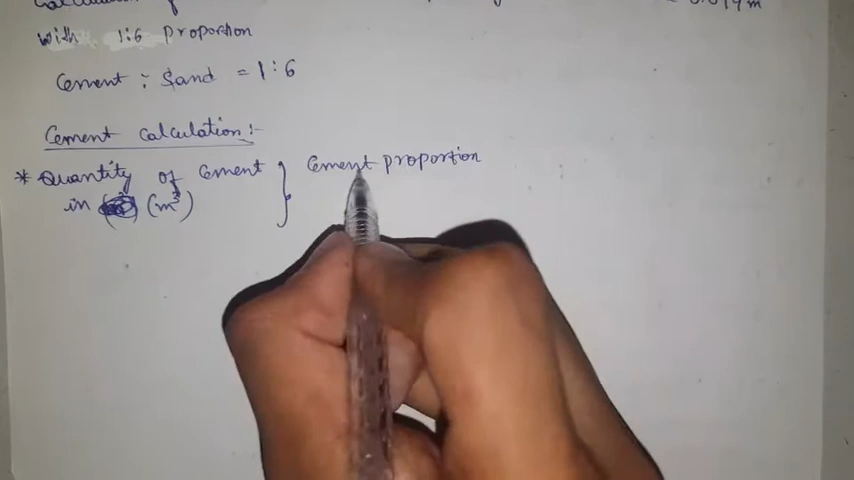 With 1:6 Proportion
Cement : Sand = 1:6
Cement calculation :-
* Quantity of Cement } Cement proportion
in (m³)